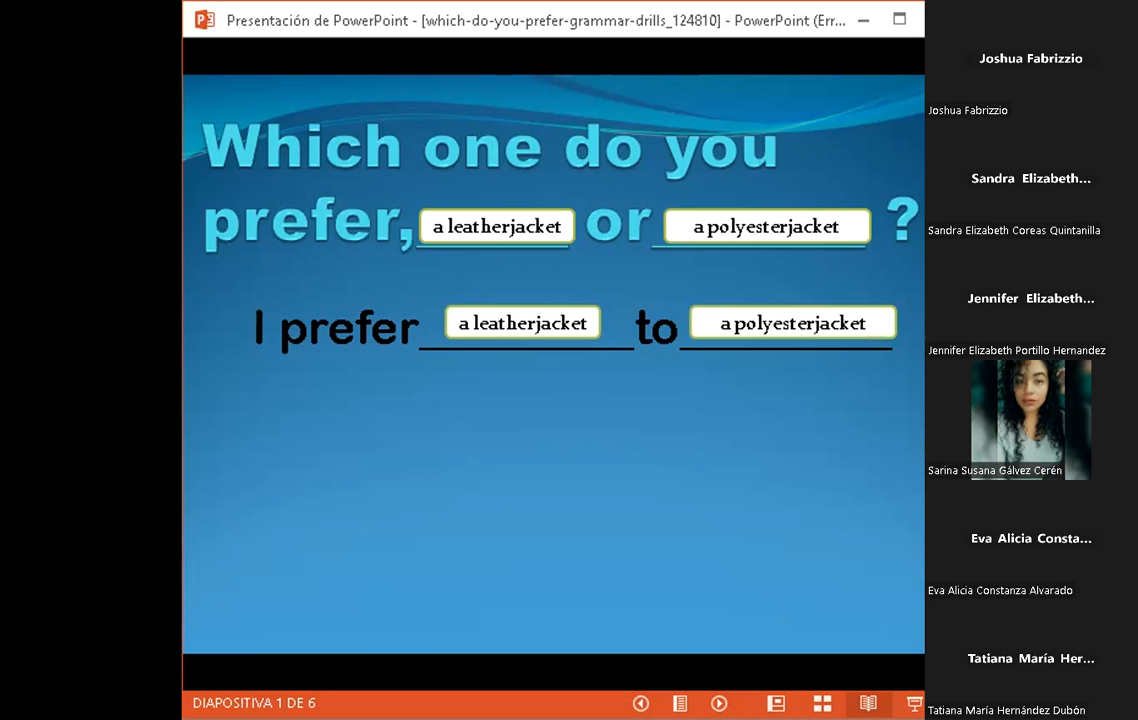 Presentación de PowerPoint - [which-do-you-prefer-grammar-drills_124810] - PowerPoint (Err...
Which one do you
prefer, a leatherjacket or a polyesterjacket ?
I prefer a leatherjacket to a polyesterjacket
DIAPOSITIVA 1 DE 6
Joshua Fabrizzio
Joshua Fabrizzio
Sandra Elizabeth...
Sandra Elizabeth Coreas Quintanilla
Jennifer Elizabeth...
Jennifer Elizabeth Portillo Hernandez
Sarina Susana Gálvez Cerén
Eva Alicia Consta...
Eva Alicia Constanza Alvarado
Tatiana María Her...
Tatiana María Hernández Dubón